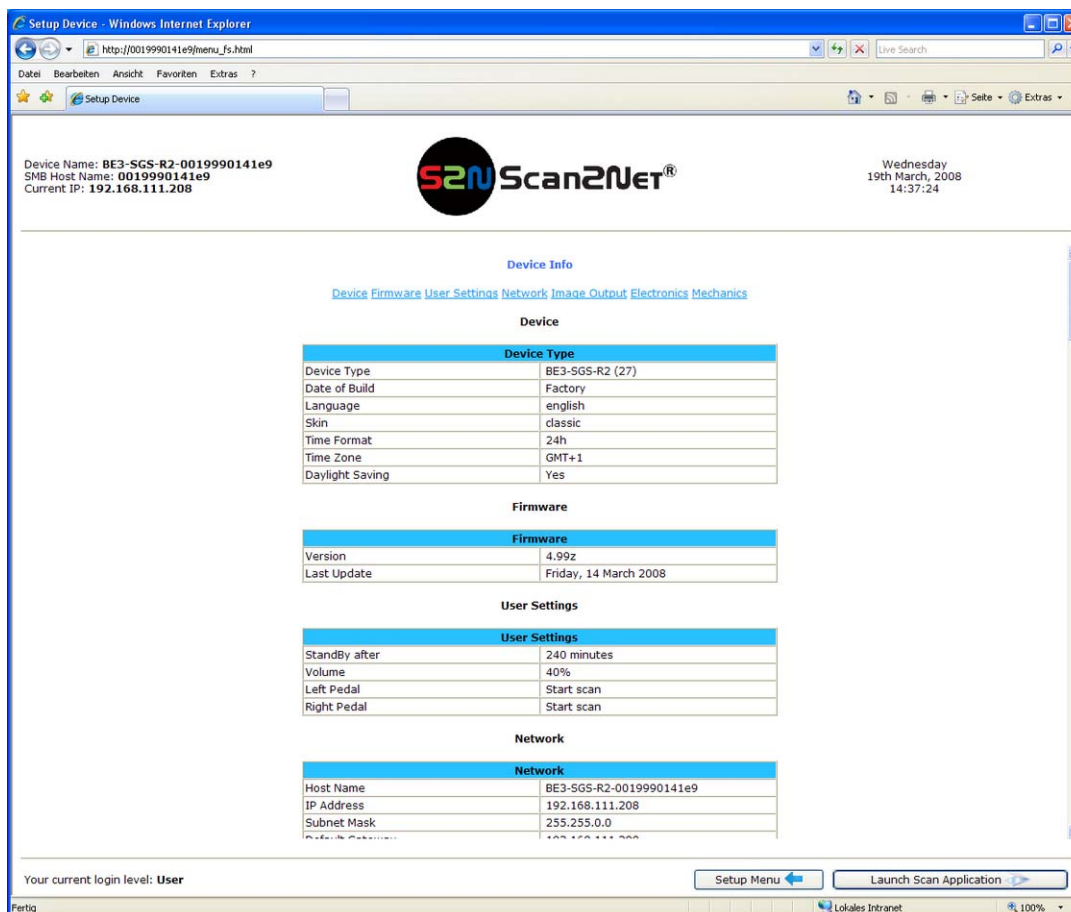 Setup Device - Windows Internet Explorer
http://0019990141e9/menu_fs.html
Live Search
Datei Bearbeiten Ansicht Favoriten Extras ?
Setup Device
Seite Extras
Device Name: BE3-SGS-R2-0019990141e9
SMB Host Name: 0019990141e9
Current IP: 192.168.111.208
S2N Scan2Net®
Wednesday
19th March, 2008
14:37:24
Device Info
Device Firmware User Settings Network Image Output Electronics Mechanics
Device
Device Type
Device Type BE3-SGS-R2 (27)
Date of Build Factory
Language english
Skin classic
Time Format 24h
Time Zone GMT+1
Daylight Saving Yes
Firmware
Firmware
Version 4.99z
Last Update Friday, 14 March 2008
User Settings
User Settings
StandBy after 240 minutes
Volume 40%
Left Pedal Start scan
Right Pedal Start scan
Network
Network
Host Name BE3-SGS-R2-0019990141e9
IP Address 192.168.111.208
Subnet Mask 255.255.0.0
Your current login level: User
Setup Menu
Launch Scan Application
Fertig
Lokales Intranet
100%